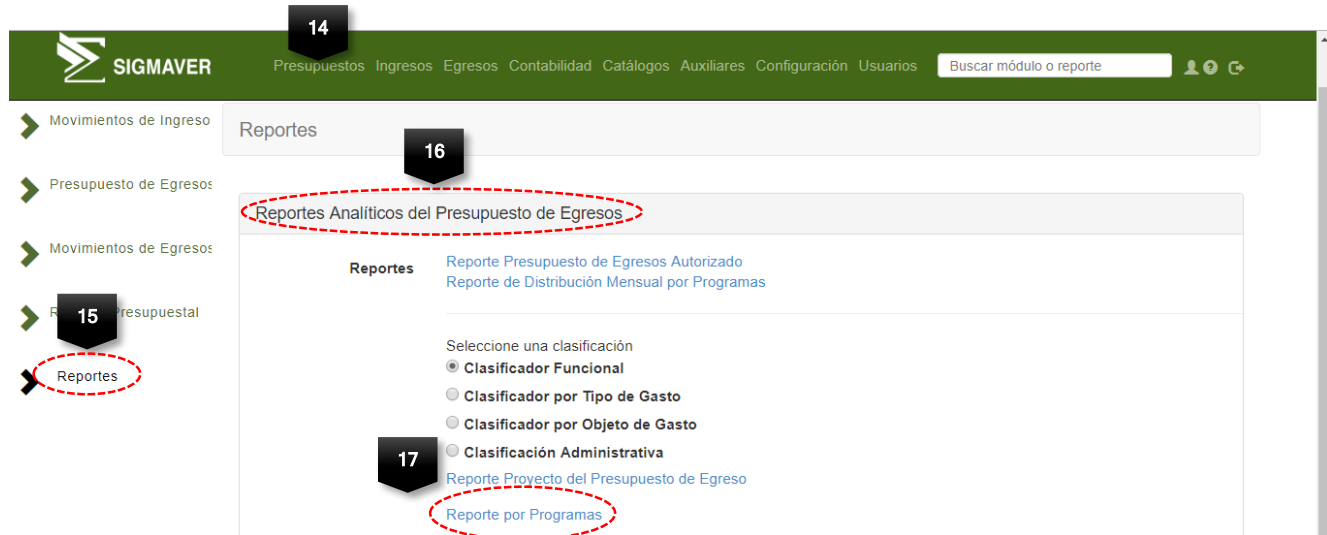 14
SIGMAVER Presupuestos Ingresos Egresos Contabilidad Catálogos Auxiliares Configuración Usuarios Buscar módulo o reporte
Movimientos de Ingreso
Reportes
16
Presupuesto de Egresos
Reportes Analíticos del Presupuesto de Egresos
Movimientos de Egresos
Reportes
Reporte Presupuesto de Egresos Autorizado
Reporte de Distribución Mensual por Programas
15
Presupuestal
Seleccione una clasificación
Clasificador Funcional
Reportes
Clasificador por Tipo de Gasto
Clasificador por Objeto de Gasto
Clasificación Administrativa
17
Reporte Proyecto del Presupuesto de Egreso
Reporte por Programas